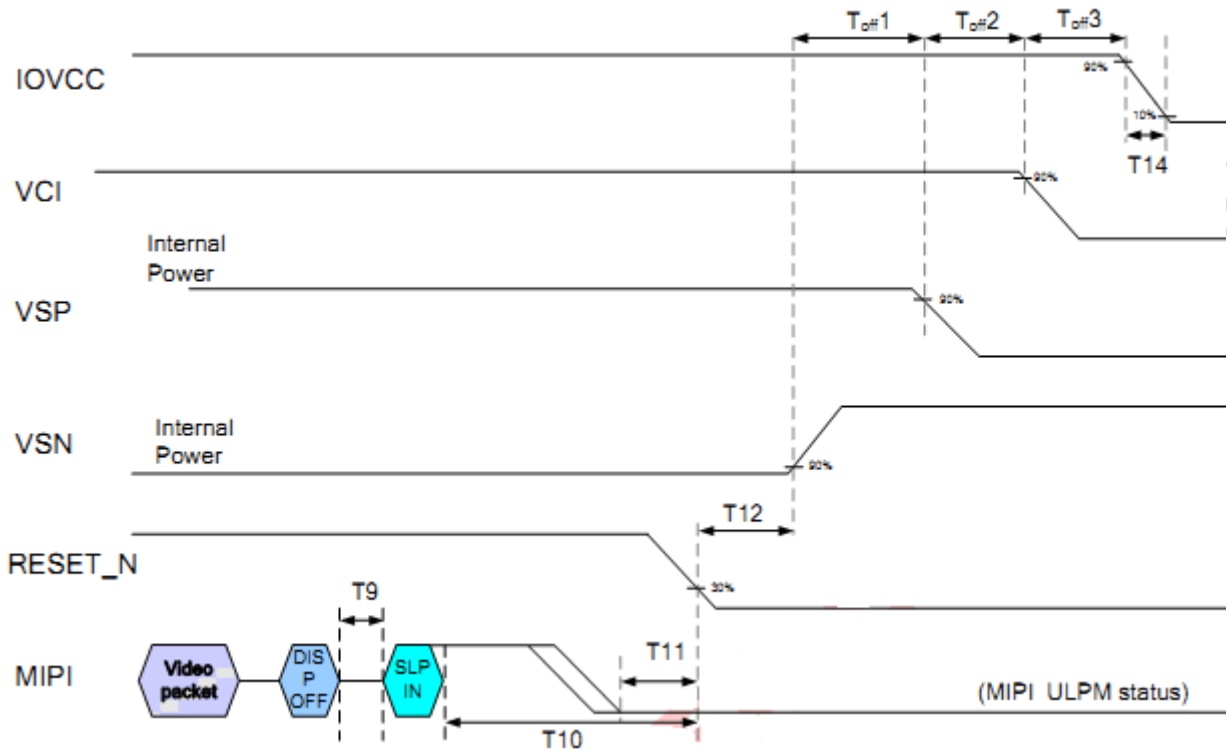 Toff1 Toff2 Toff3
IOVCC
90%
10%
T14
VCI
90%
Internal
Power
VSP
90%
VSN
Internal
Power
90%
T12
RESET_N
30%
T9
MIPI
Video
packet
DIS
P
OFF
SLP
IN
T11
(MIPI ULPM status)
T10